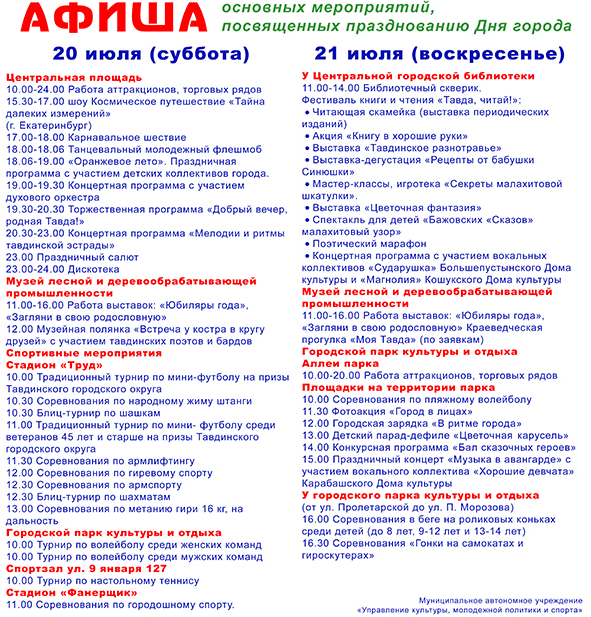 АФИША
основных мероприятий,
посвященных празднованию Дня города
20 июля (суббота)
Центральная площадь
10.00-24.00 Работа аттракционов, торговых рядов
15.30-17.00 шоу Космическое путешествие «Тайна
далеких измерений»
(г. Екатеринбург)
17.00-18.00 Карнавальное шествие
18.00-18.06 Танцевальный молодежный флешмоб
18.06-19.00 «Оранжевое лето». Праздничная
программа с участием детских коллективов города.
19.00-19.30 Концертная программа с участием
духового оркестра
19.30-20.30 Торжественная программа «Добрый вечер,
родная Тавда!»
20.30-23.00 Концертная программа «Мелодии и ритмы
тавдинской эстрады»
23.00 Праздничный салют
23.00-24.00 Дискотека
Музей лесной и деревообрабатывающей
промышленности
11.00-16.00 Работа выставок: «Юбиляры года»,
«Загляни в свою родословную»
12.00 Музейная полянка «Встреча у костра в кругу
друзей» с участием тавдинских поэтов и бардов
Спортивные мероприятия
Стадион «Труд»
10.00 Традиционный турнир по мини-футболу на призы
Тавдинского городского округа
10.30 Соревнования по народному жиму штанги
10.30 Блиц-турнир по шашкам
11.00 Традиционный турнир по мини- футболу среди
ветеранов 45 лет и старше на призы Тавдинского
городского округа
11.30 Соревнования по армлифтингу
12.00 Соревнования по гиревому спорту
12.30 Соревнования по армспорту
12.30 Блиц-турнир по шахматам
13.00 Соревнования по метанию гири 16 кг, на
дальность
Городской парк культуры и отдыха
10.00 Турнир по волейболу среди женских команд
10.00 Турнир по волейболу среди мужских команд
Спортзал ул. 9 января 127
10.00 Турнир по настольному теннису
Стадион «Фанерщик»
11.00 Соревнования по городошному спорту.
21 июля (воскресенье)
У Центральной городской библиотеки
11.00-14.00 Библиотечный сквер.
Фестиваль книги и чтения «Тавда, читай!»:
• Читающая скамейка (выставка периодических
изданий)
• Акция «Книгу в хорошие руки»
• Выставка «Тавдинское разнотравье»
• Выставка-дегустация «Рецепты от бабушки
Синюшки»
• Мастер-классы, игротека «Секреты малахитовой
шкатулки».
• Выставка «Цветочная фантазия»
• Спектакль для детей «Бажовских «Сказов»
малахитовый узор»
• Поэтический марафон
• Концертная программа с участием вокальных
коллективов «Сударушка» Большепустынского Дома
культуры и «Магнолия» Кошукского Дома культуры
Музей лесной и деревообрабатывающей
промышленности
11.00-16.00 Работа выставок: «Юбиляры года»,
«Загляни в свою родословную» Краеведческая
прогулка «Моя Тавда» (по заявкам)
Городской парк культуры и отдыха
Аллеи парка
10.00-20.00 Работа аттракционов, торговых рядов
Площадки на территории парка
10.00 Соревнования по пляжному волейболу
11.30 Фотоакция «Город в лицах»
12.00 Городская зарядка «В ритме города»
13.00 Детский парад-дефиле «Цветочная карусель»
14.00 Конкурсная программа «Бал сказочных героев»
15.00 Праздничный концерт «Музыка в авангарде» с
участием вокального коллектива «Хорошие девчата»
Карабашского Дома культуры
У городского парка культуры и отдыха
(от ул. Пролетарской до ул. П. Морозова)
16.00 Соревнования в беге на роликовых коньках
среди детей (до 8 лет, 9-12 лет и 13-14 лет)
16.30 Соревнования «Гонки на самокатах и
гироскутерах»
Муниципальное автономное учреждение
«Управление культуры, молодежной политики и спорта»